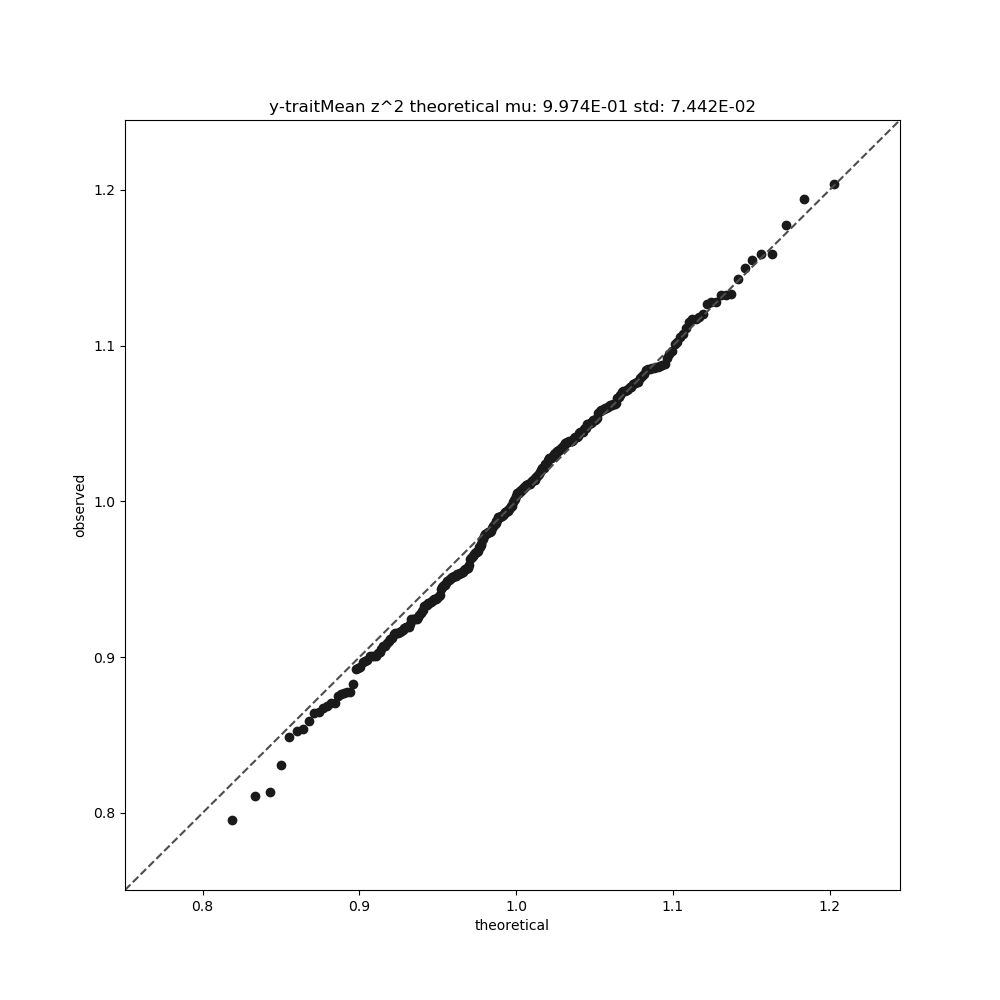 y-traitMean z^2 theoretical mu: 9.974E-01 std: 7.442E-02
1.2
1.1
1.0
0.9
0.8
observed
0.8 0.9 1.0 1.1 1.2
theoretical